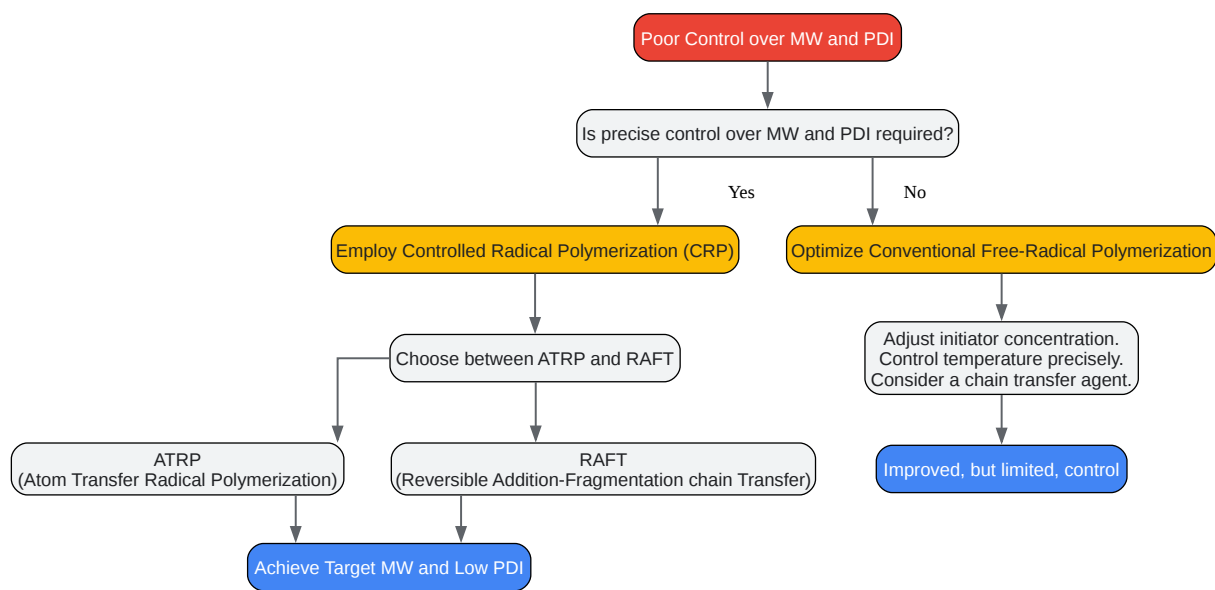 Poor Control over MW and PDI
Is precise control over MW and PDI required?
Yes
No
Employ Controlled Radical Polymerization (CRP)
Optimize Conventional Free-Radical Polymerization
Choose between ATRP and RAFT
Adjust initiator concentration.
Control temperature precisely.
Consider a chain transfer agent.
ATRP
(Atom Transfer Radical Polymerization)
RAFT
(Reversible Addition-Fragmentation chain Transfer)
Improved, but limited, control
Achieve Target MW and Low PDI